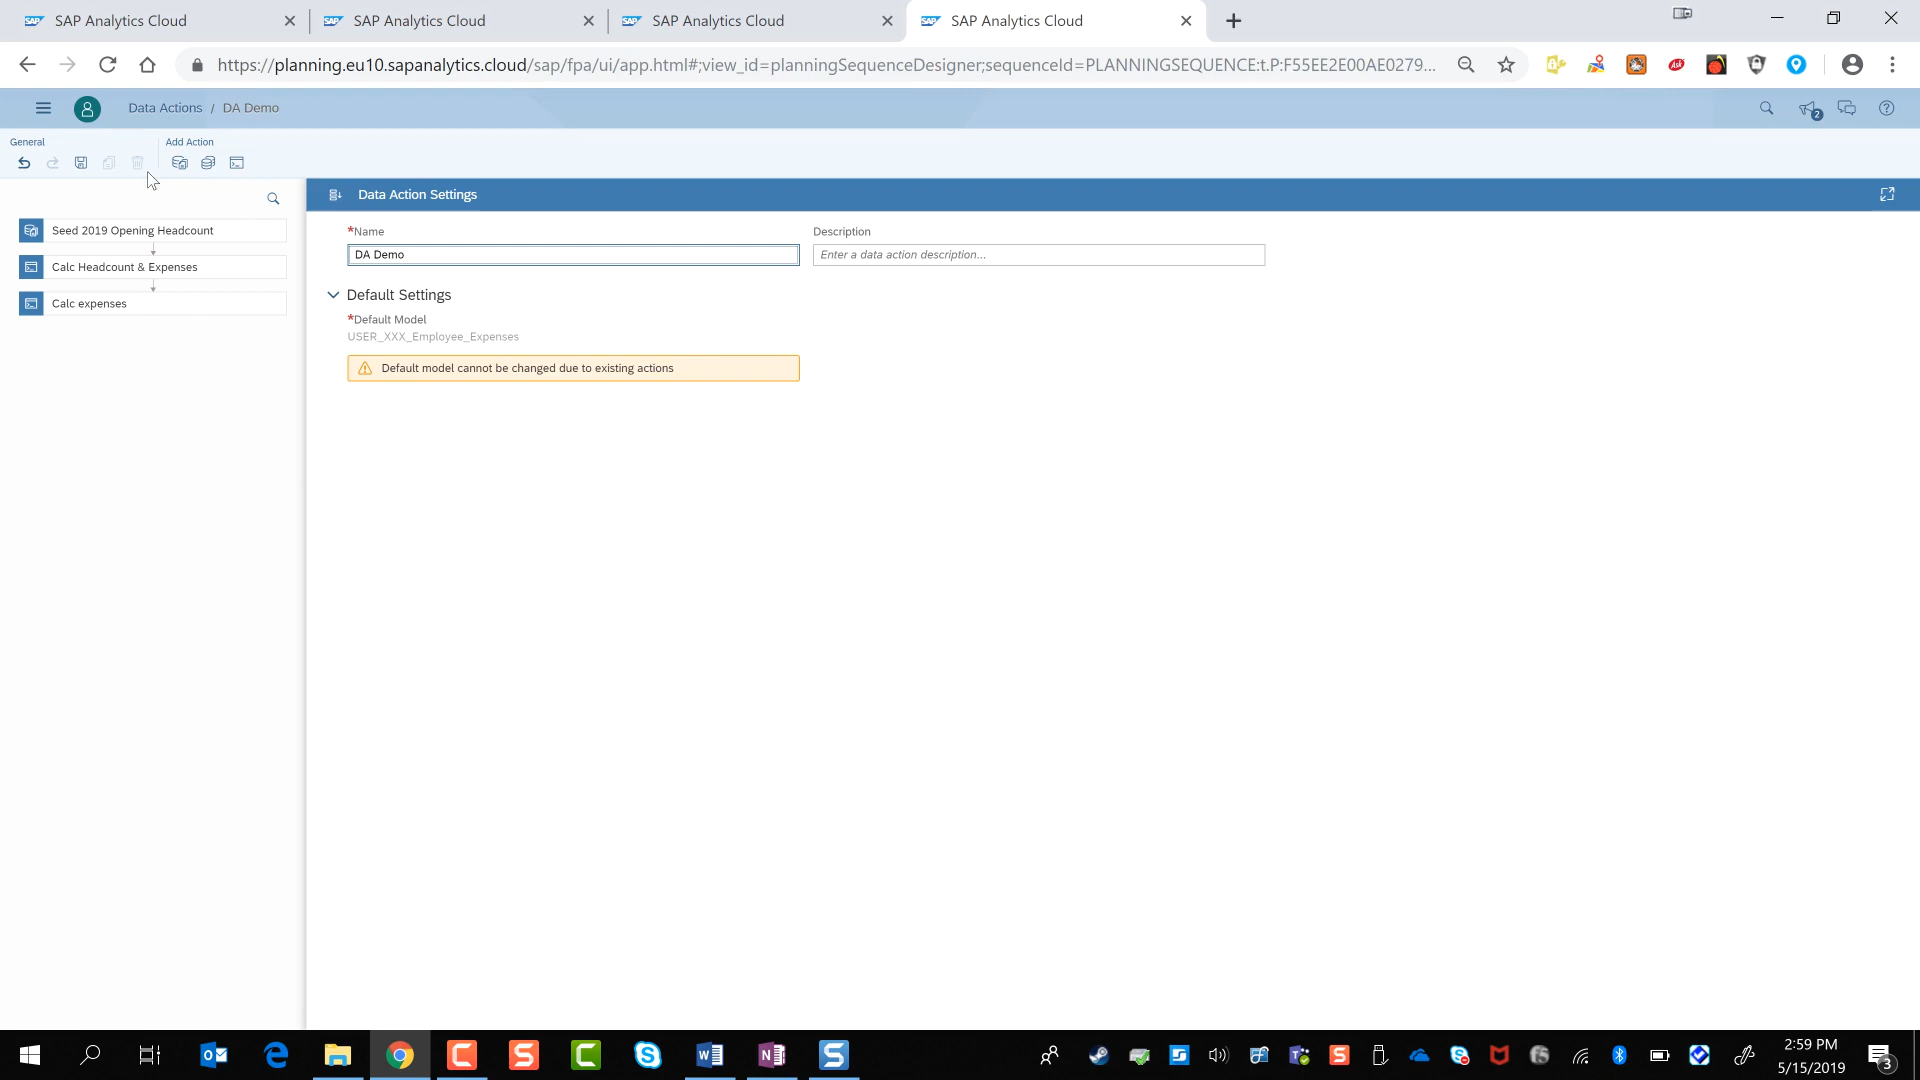 SAP Analytics Cloud
SAP Analytics Cloud
SAP Analytics Cloud
SAP Analytics Cloud
https://planning.eu10.sapanalytics.cloud/sap/fpa/ui/app.html#;view_id=planningSequenceDesigner;sequenceId=PLANNINGSEQUENCE:t.P:F55EE2E00AE0279...
Data Actions / DA Demo
2
General
Add Action
Data Action Settings
Seed 2019 Opening Headcount
Calc Headcount & Expenses
Calc expenses
*Name
Description
DA Demo
Enter a data action description...
Default Settings
*Default Model
USER_XXX_Employee_Expenses
Default model cannot be changed due to existing actions
2:59 PM
5/15/2019
3